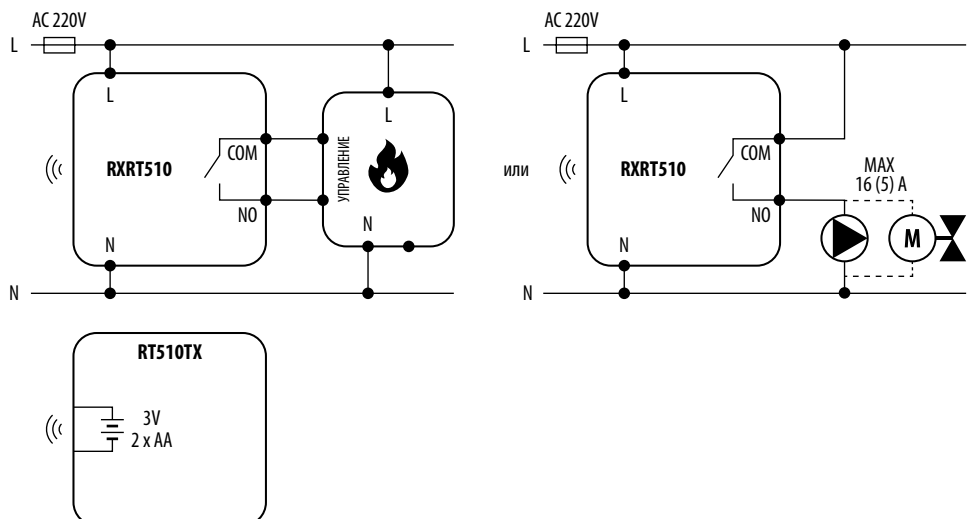 AC 220V
L
L
RXRT510
COM
NO
N
N
L
УПРАВЛЕНИЕ
N
или
AC 220V
L
L
RXRT510
COM
NO
N
N
MAX
16 (5) A
M
RT510TX
3V
2 x AA